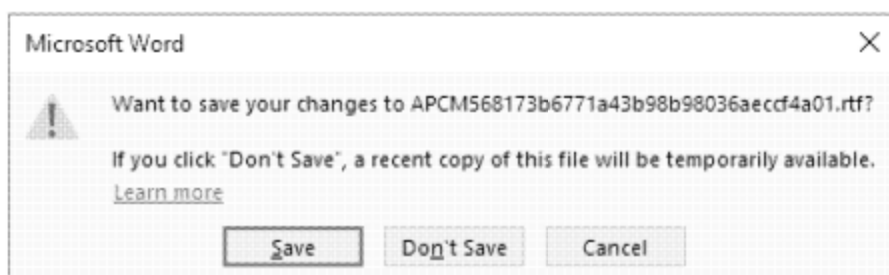 Microsoft Word
Want to save your changes to APCM568173b6771a43b98b98036aeccf4a01.rtf?
If you click "Don't Save", a recent copy of this file will be temporarily available.
Learn more
Save Don't Save Cancel